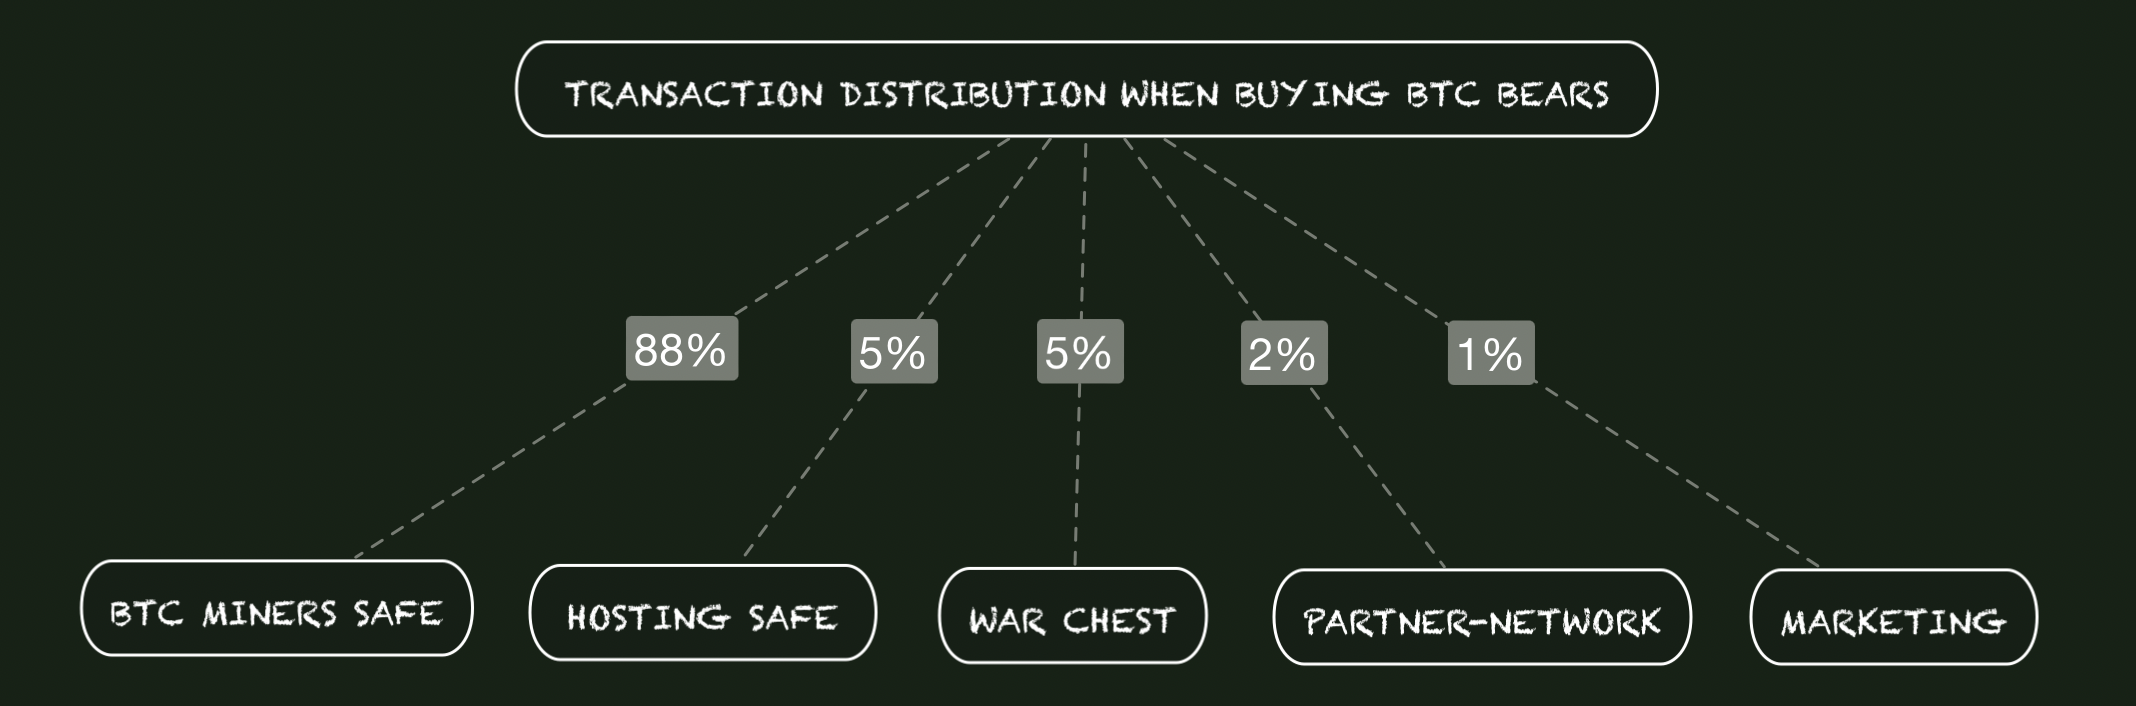 TRANSACTION DISTRIBUTION WHEN BUYING BTC BEARS
88%
5%
5%
2%
1%
BTC MINERS SAFE
HOSTING SAFE
WAR CHEST
PARTNER-NETWORK
MARKETING